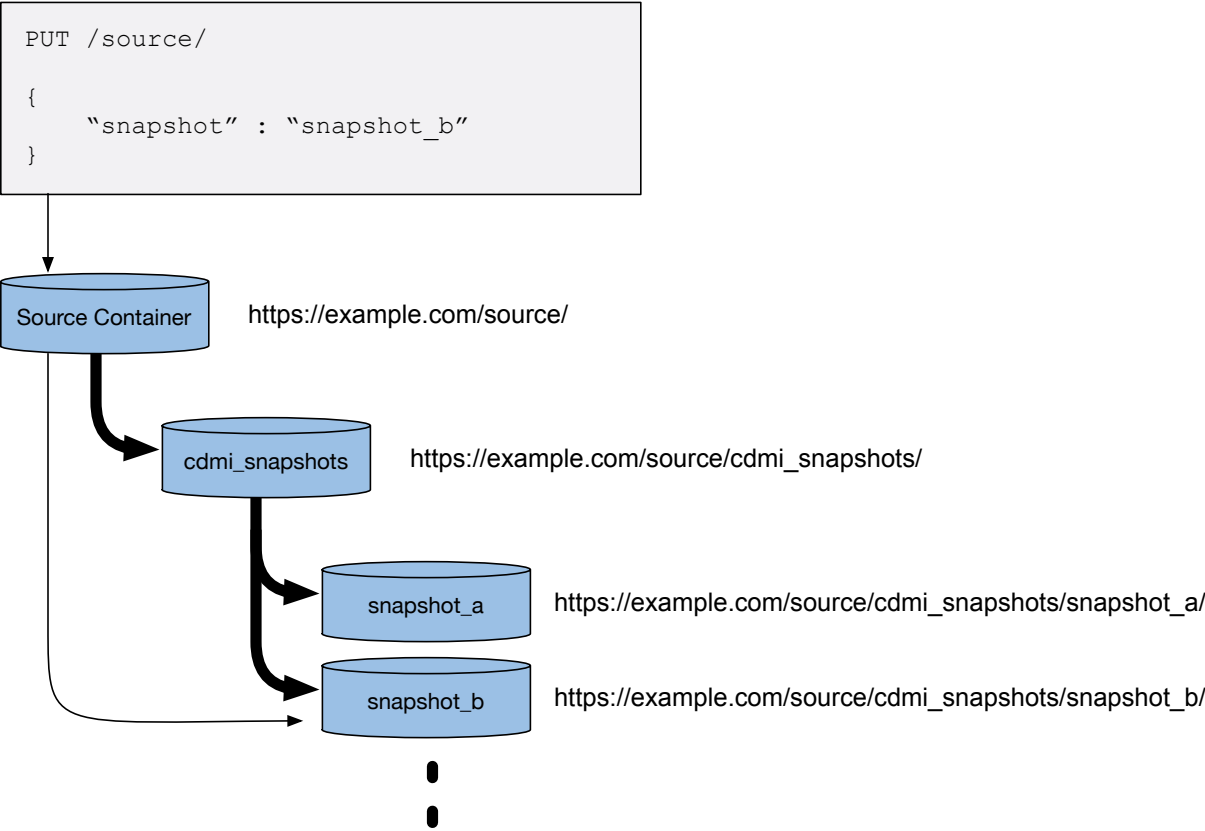 PUT /source/
{
“snapshot” : “snapshot_b”
}
Source Container
https://example.com/source/
cdmi_snapshots
https://example.com/source/cdmi_snapshots/
snapshot_a
https://example.com/source/cdmi_snapshots/snapshot_a/
snapshot_b
https://example.com/source/cdmi_snapshots/snapshot_b/